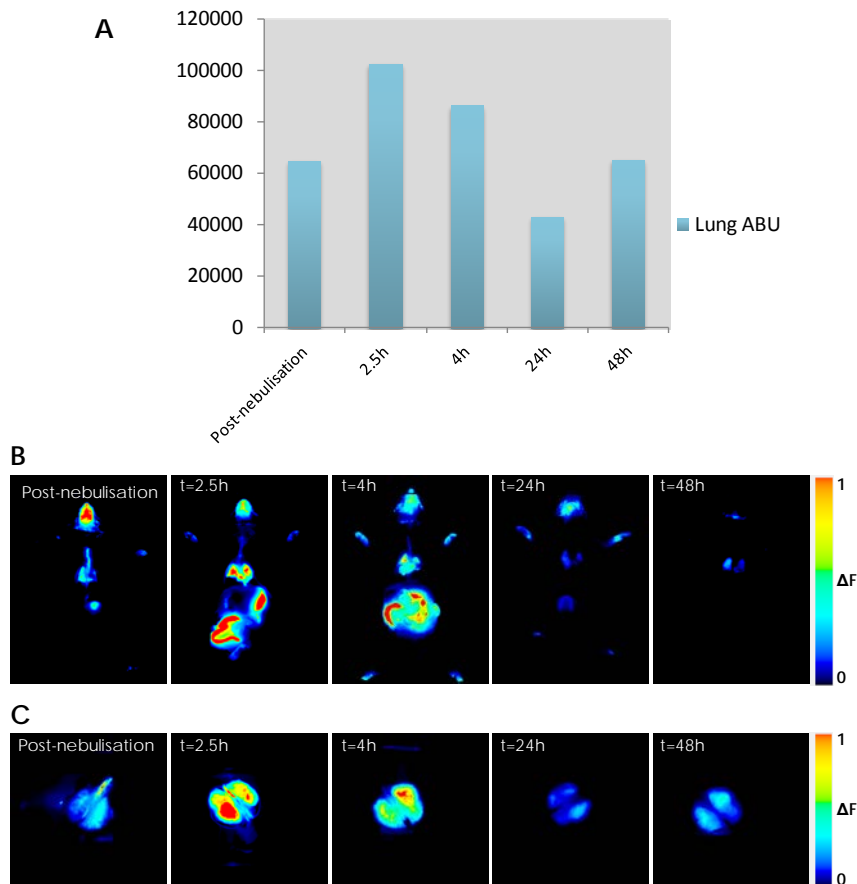 A
120000
100000
80000
60000
40000
20000
0
Post-nebulisation
2.5h
4h
24h
48h
Lung ABU
B
Post-nebulisation
t=2.5h
t=4h
t=24h
t=48h
1
ΔF
0
C
Post-nebulisation
t=2.5h
t=4h
t=24h
t=48h
1
ΔF
0